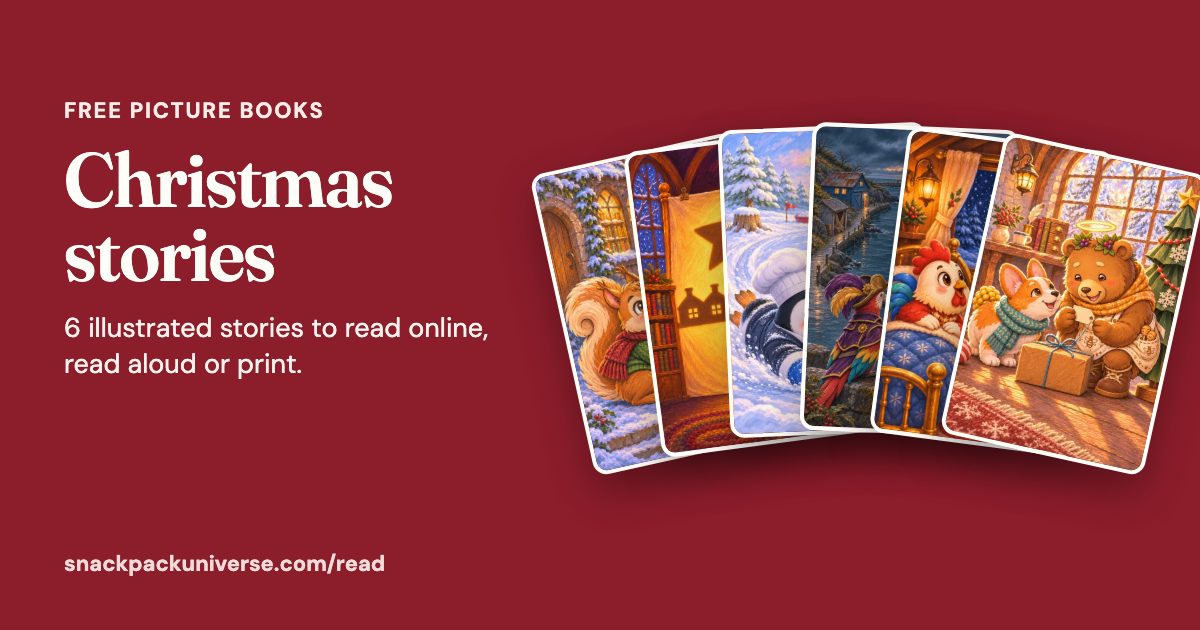 FREE PICTURE BOOKS
Christmas
stories
6 illustrated stories to read online,
read aloud or print.
snackpackuniverse.com/read